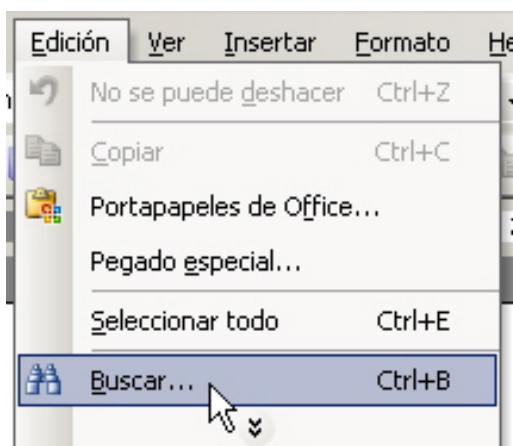 Edición Ver Insertar Formato He
No se puede deshacer Ctrl+Z
Copiar Ctrl+C
Portapapeles de Office...
Pegado especial...
Seleccionar todo Ctrl+E
Buscar... Ctrl+B